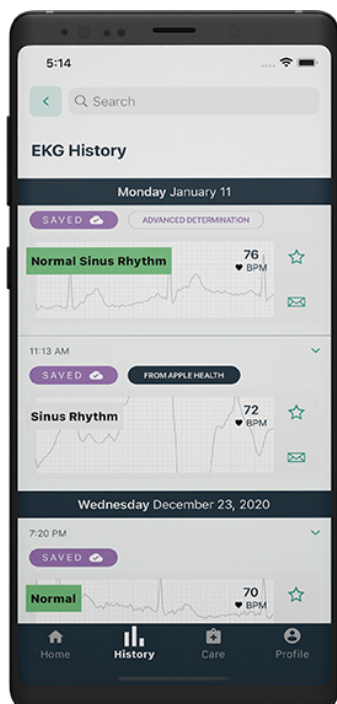 5:14
Search
EKG History
Monday January 11
SAVED ADVANCED DETERMINATION
Normal Sinus Rhythm 76
BPM
11:13 AM
SAVED FROM APPLE HEALTH
Sinus Rhythm 72
BPM
Wednesday December 23, 2020
7:20 PM
SAVED
Normal 70
BPM
Home History Care Profile